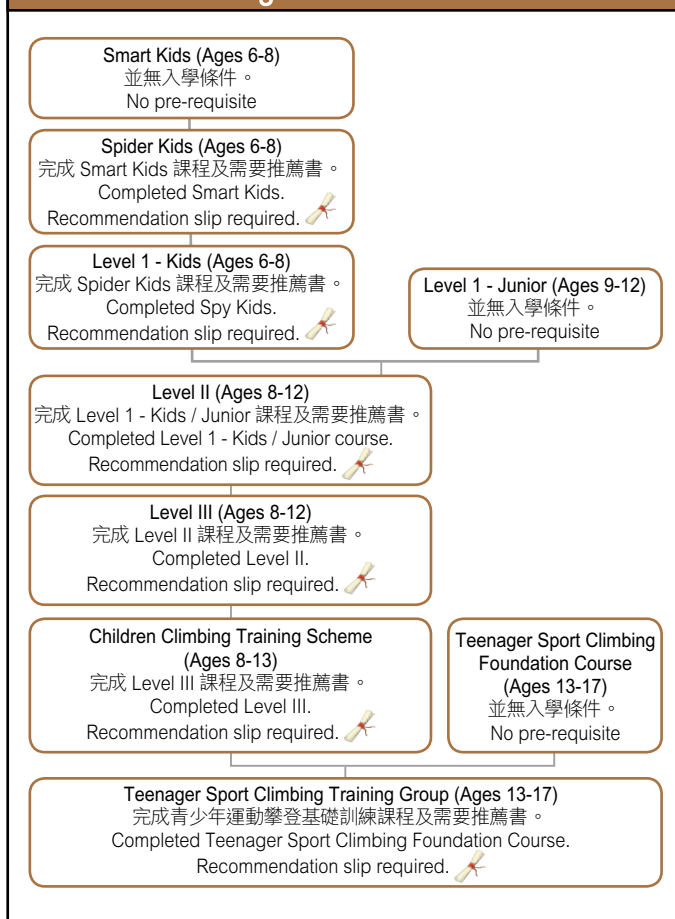 Smart Kids (Ages 6-8)
並無入學條件。
No pre-requisite
Spider Kids (Ages 6-8)
完成 Smart Kids 課程及需要推薦書。
Completed Smart Kids.
Recommendation slip required.
Level 1 - Kids (Ages 6-8)
完成 Spider Kids 課程及需要推薦書。
Completed Spy Kids.
Recommendation slip required.
Level 1 - Junior (Ages 9-12)
並無入學條件。
No pre-requisite
Level II (Ages 8-12)
完成 Level 1 - Kids / Junior 課程及需要推薦書。
Completed Level 1 - Kids / Junior course.
Recommendation slip required.
Level III (Ages 8-12)
完成 Level II 課程及需要推薦書。
Completed Level II.
Recommendation slip required.
Children Climbing Training Scheme
(Ages 8-13)
完成 Level III 課程及需要推薦書。
Completed Level III.
Recommendation slip required.
Teenager Sport Climbing
Foundation Course
(Ages 13-17)
並無入學條件。
No pre-requisite
Teenager Sport Climbing Training Group (Ages 13-17)
完成青少年運動攀登基礎訓練課程及需要推薦書。
Completed Teenager Sport Climbing Foundation Course.
Recommendation slip required.